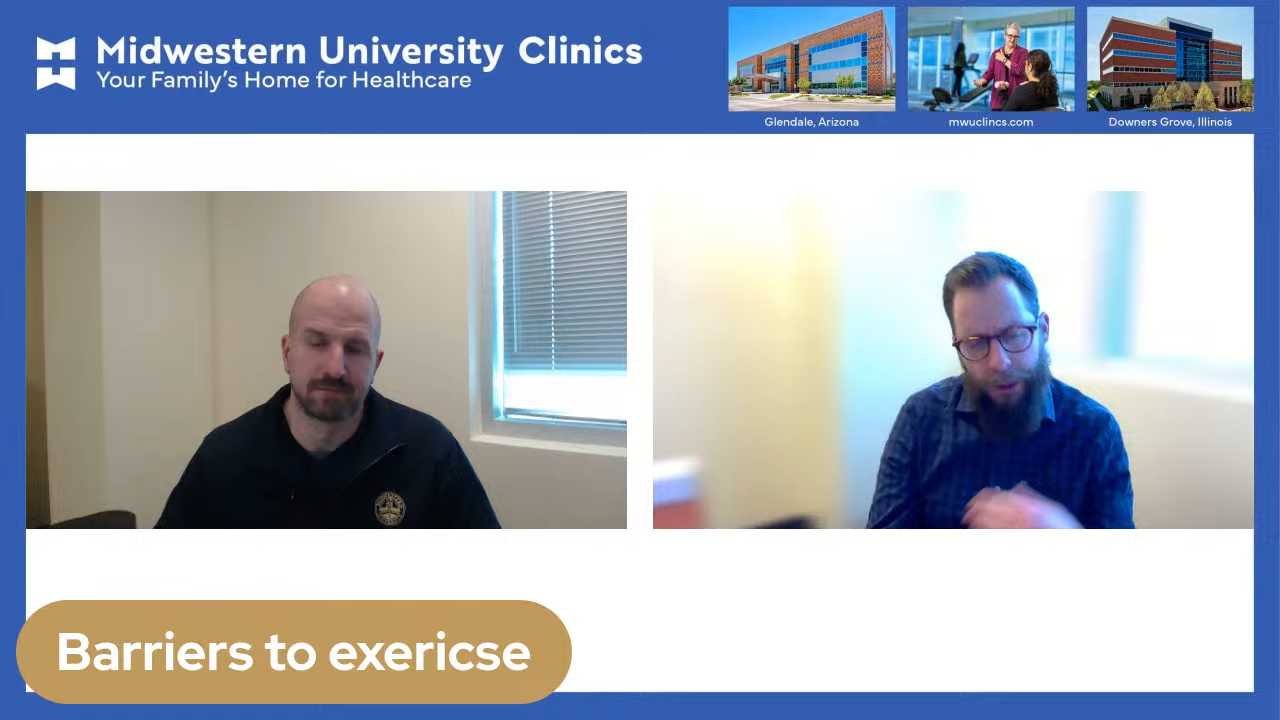 Midwestern University Clinics
Your Family's Home for Healthcare
Glendale, Arizona
mwuclincs.com
Downers Grove, Illinois
Barriers to exericse